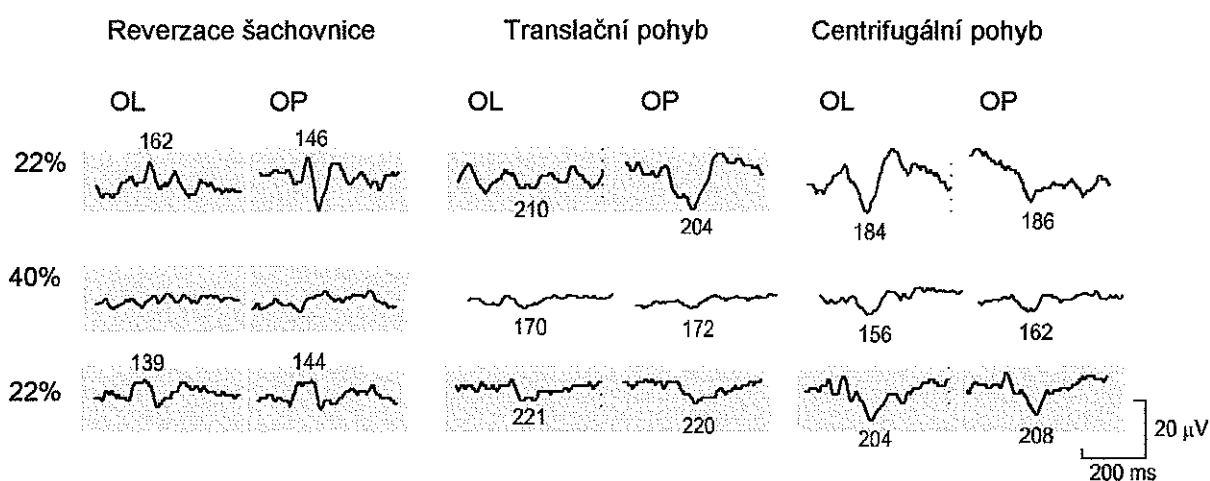 Reverzace šachovnice Translační pohyb Centrifugální pohyb
OL OP OL OP OL OP
22% 162 146 210 204 184 186
40% 170 172 156 162
22% 139 144 221 220 204 208
20 µV
200 ms